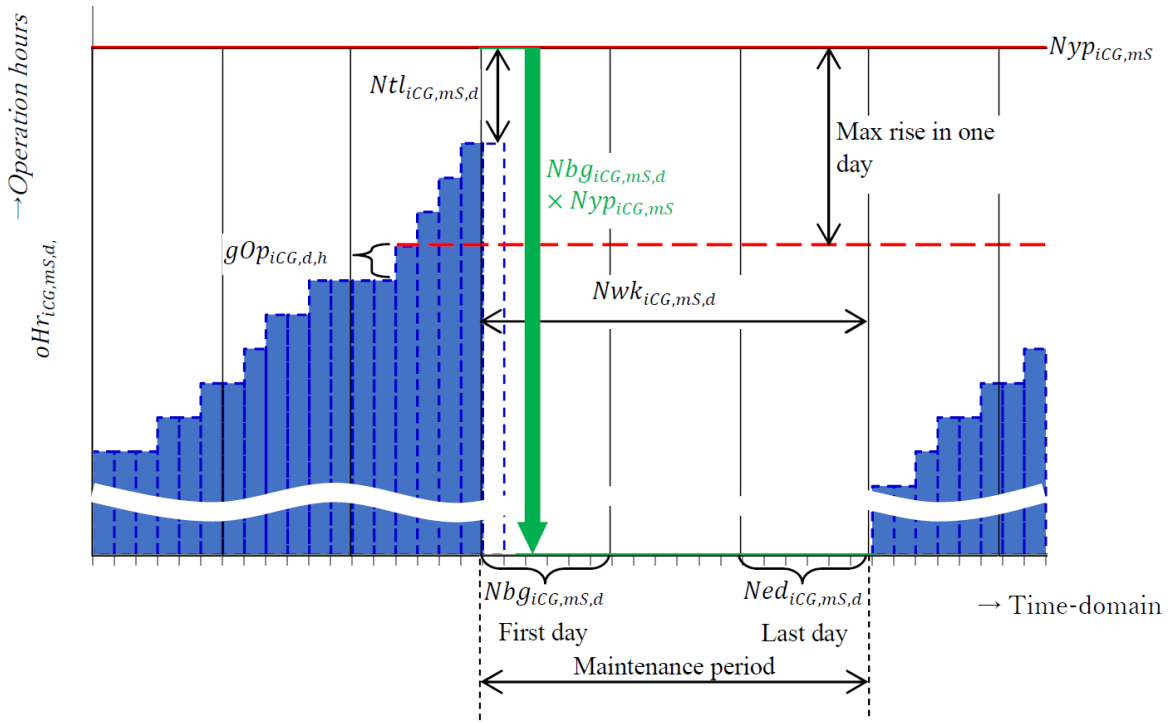 →Operation hours
oHr_{iCG,mS,d,}
Nyp_{iCG,mS}
Ntl_{iCG,mS,d}
Max rise in one
day
Nbg_{iCG,mS,d}
× Nyp_{iCG,mS}
gOp_{iCG,d,h}
Nwk_{iCG,mS,d}
Nbg_{iCG,mS,d}
First day
Ned_{iCG,mS,d}
Last day
→ Time-domain
Maintenance period